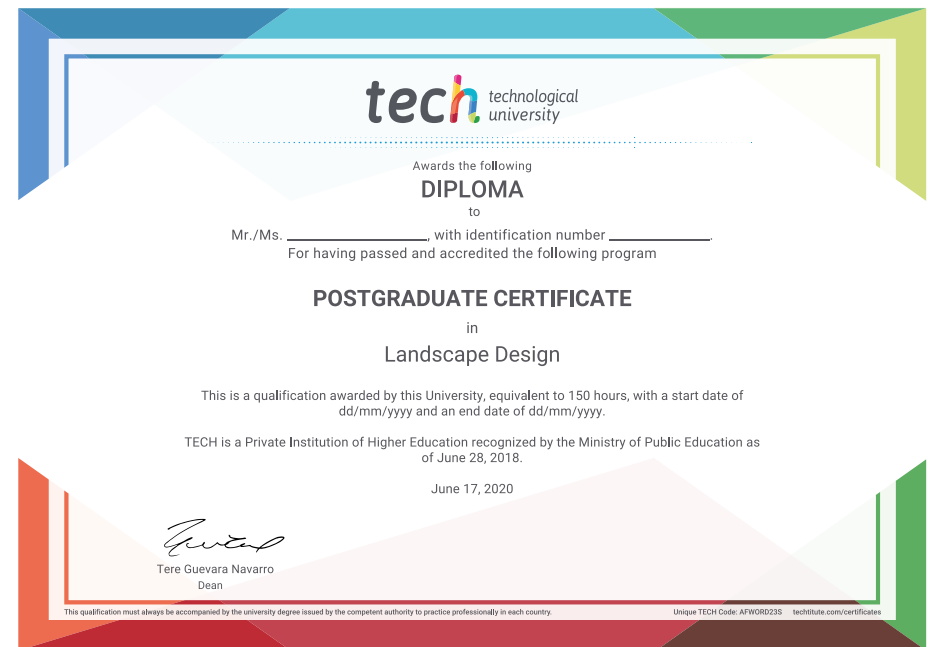 tech technological
university
Awards the following
DIPLOMA
to
Mr./Ms. ____________________, with identification number ______________.
For having passed and accredited the following program
POSTGRADUATE CERTIFICATE
in
Landscape Design
This is a qualification awarded by this University, equivalent to 150 hours, with a start date of
dd/mm/yyyy and an end date of dd/mm/yyyy.
TECH is a Private Institution of Higher Education recognized by the Ministry of Public Education as
of June 28, 2018.
June 17, 2020
Tere Guevara Navarro
Dean
This qualification must always be accompanied by the university degree issued by the competent authority to practice professionally in each country.
Unique TECH Code: AFWORD23S techtitute.com/certificates